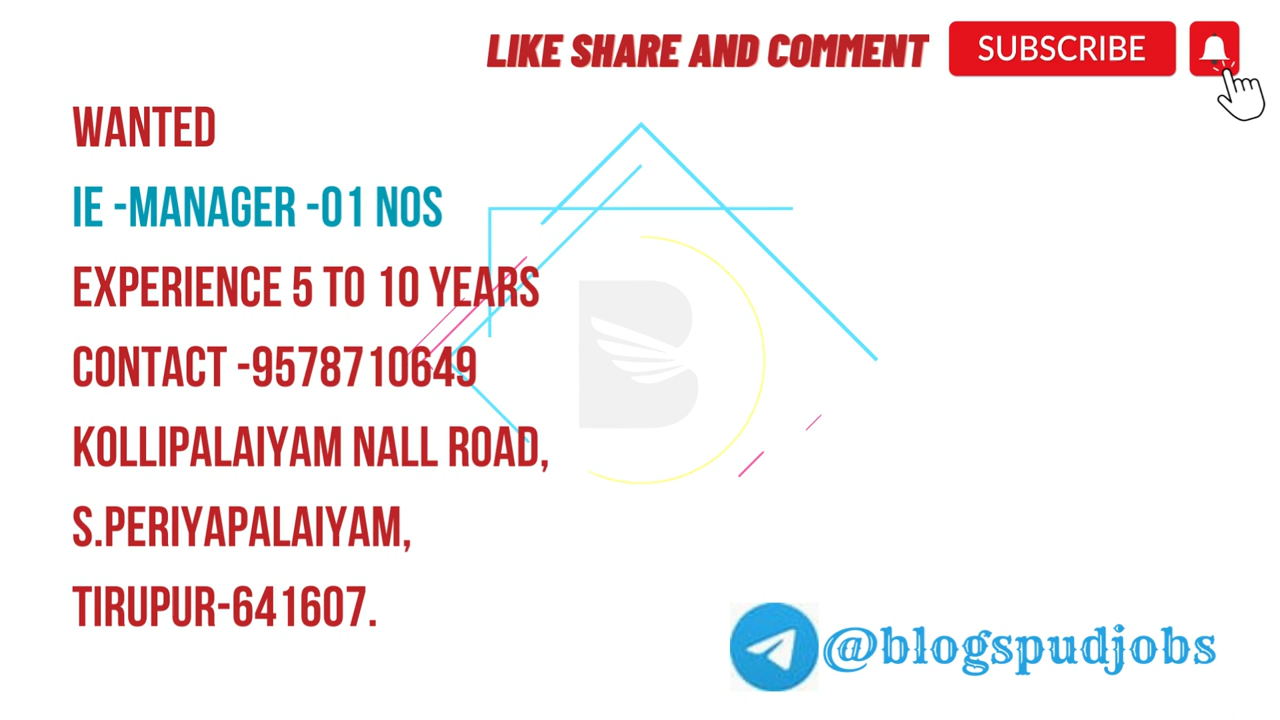 LIKE SHARE AND COMMENT
SUBSCRIBE
WANTED
IE -MANAGER -01 NOS
EXPERIENCE 5 TO 10 YEARS
CONTACT -9578710649
KOLLIPALAIYAM NALL ROAD,
S.PERIYAPALAIYAM,
TIRUPUR-641607.
@blogspudjobs